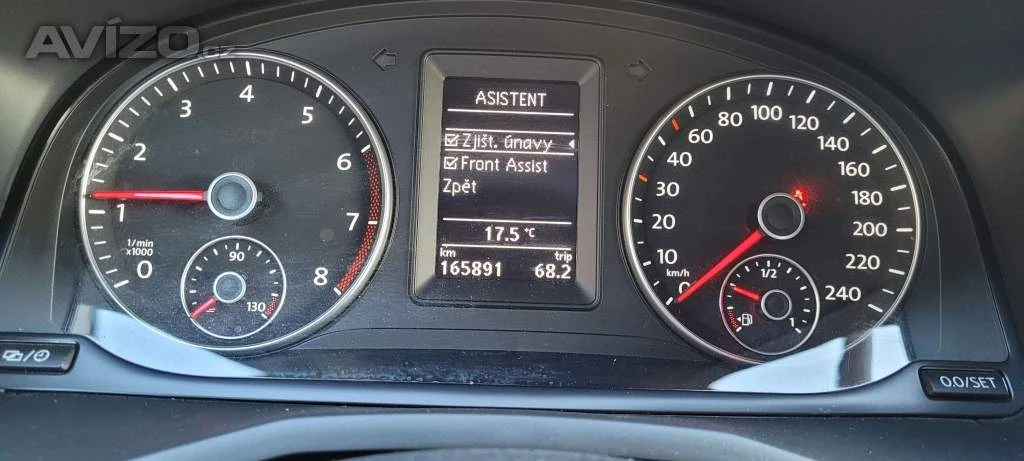 AVÍZO.cz
0 1 2 3 4 5 6 7 8
1/min
x1000
90
130
ASISTENT
Zjišt. únavy
Front Assist
Zpět
17.5 °C
km trip
165891 68.2
0 10 20 30 40 60 80 100 120 140 160 180 200 220 240
km/h
1/2
1
0.0/SET